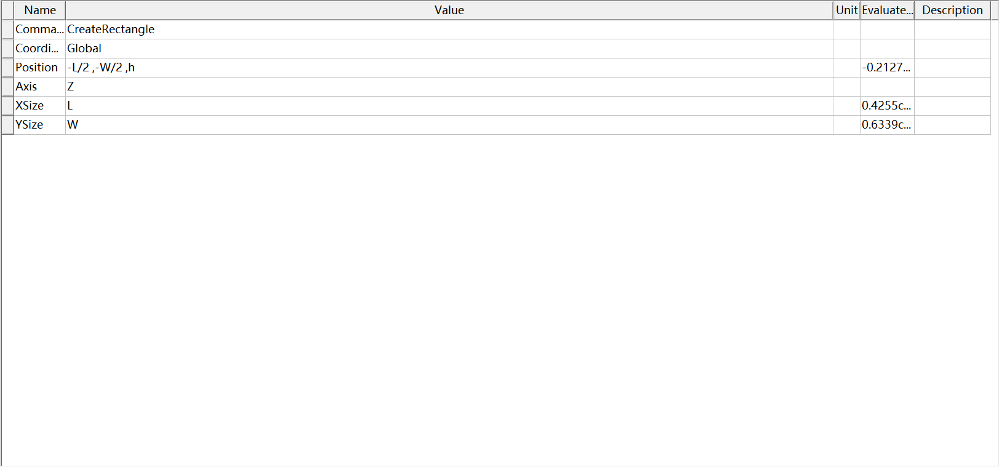 Name Value Unit Evaluate... Description
Comma... CreateRectangle
Coordi... Global
Position -L/2 ,-W/2 ,h -0.2127...
Axis Z
XSize L 0.4255c...
YSize W 0.6339c...